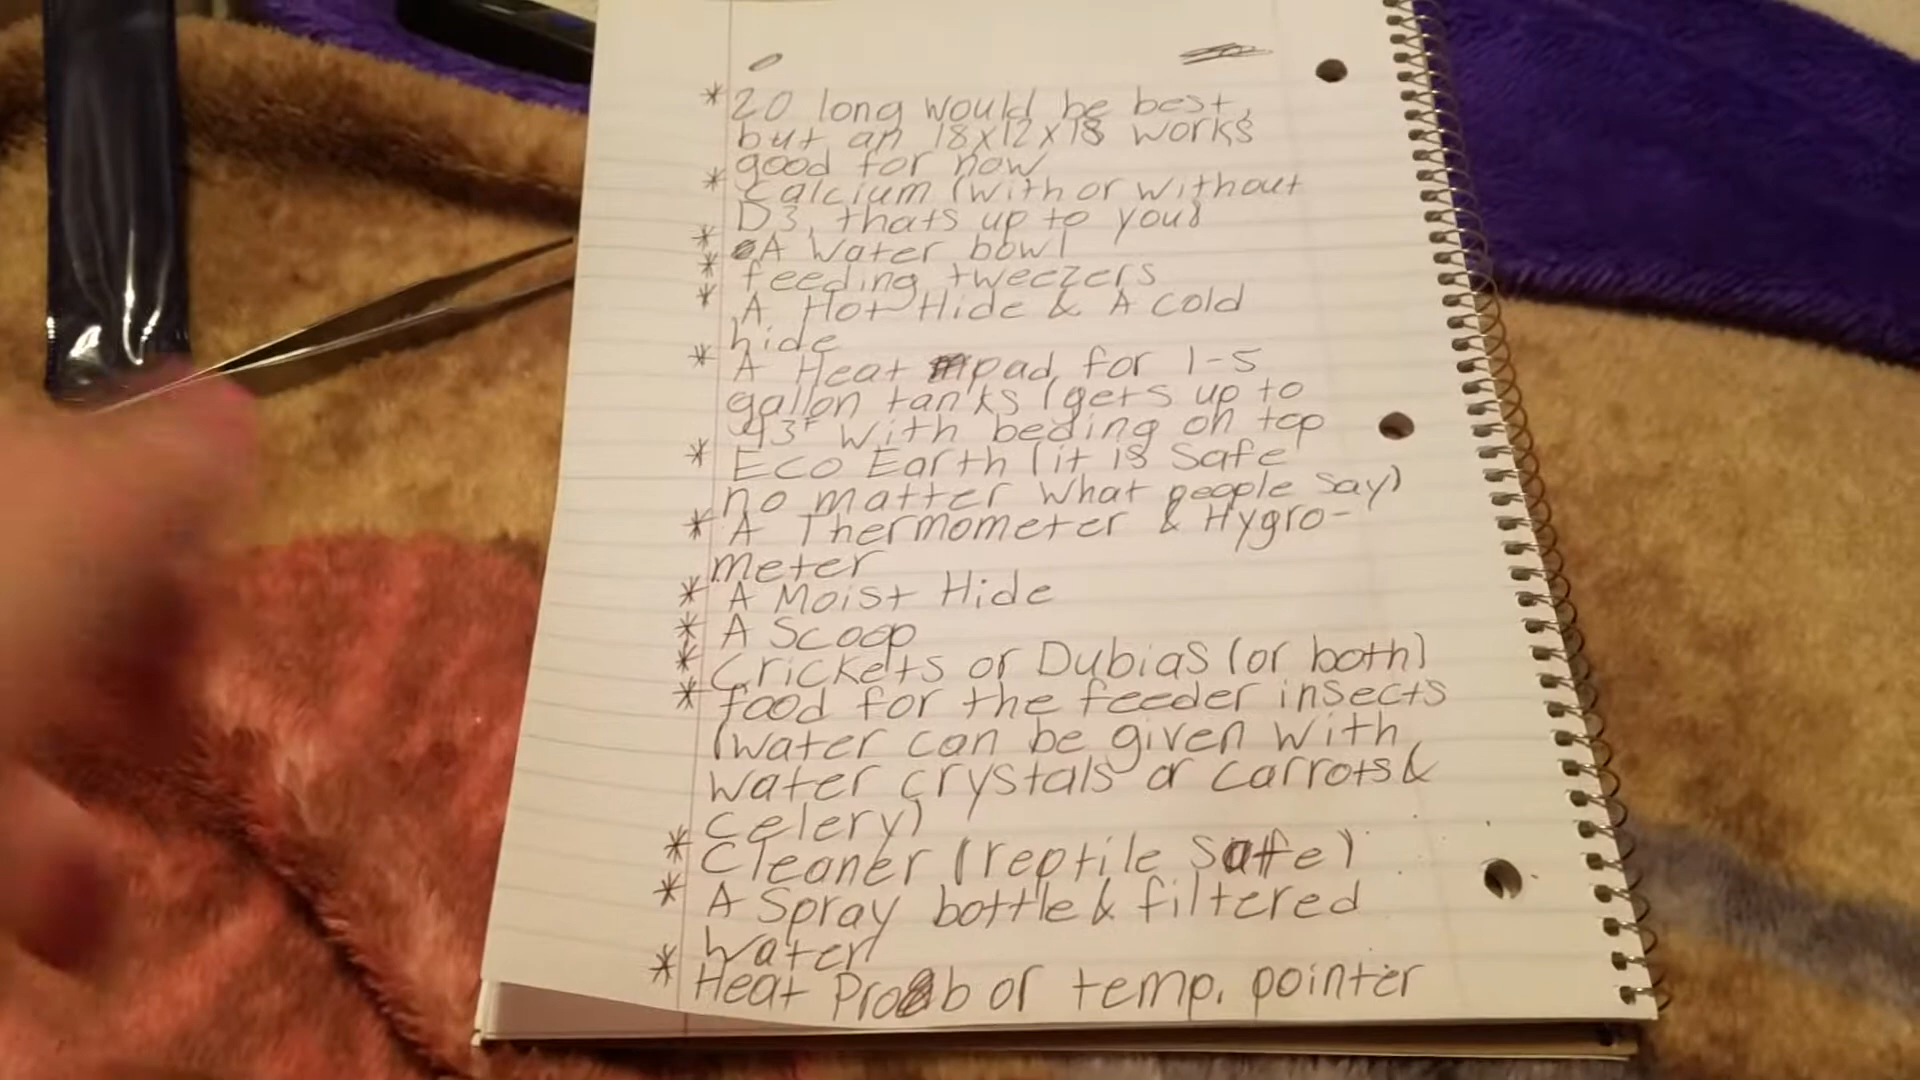 * 20 long would be best,
but an 18x12x18 works
good for now
* Calcium (with or without
D3, thats up to you)
* A Water bowl
* feeding tweezers
* A Hot Hide & A cold
hide
* A Heat pad for 1-5
gallon tanks (gets up to
93F with beding on top
* Eco Earth (it is Safe
no matter what people say)
* A Thermometer & Hygro-
meter
* A Moist Hide
* A Scoop
* Crickets or Dubias (or both)
* food for the feeder insects
(water can be given with
water crystals or carrots &
celery)
* Cleaner (reptile safe)
* A Spray bottle & filtered
water
* Heat Prob or temp. pointer